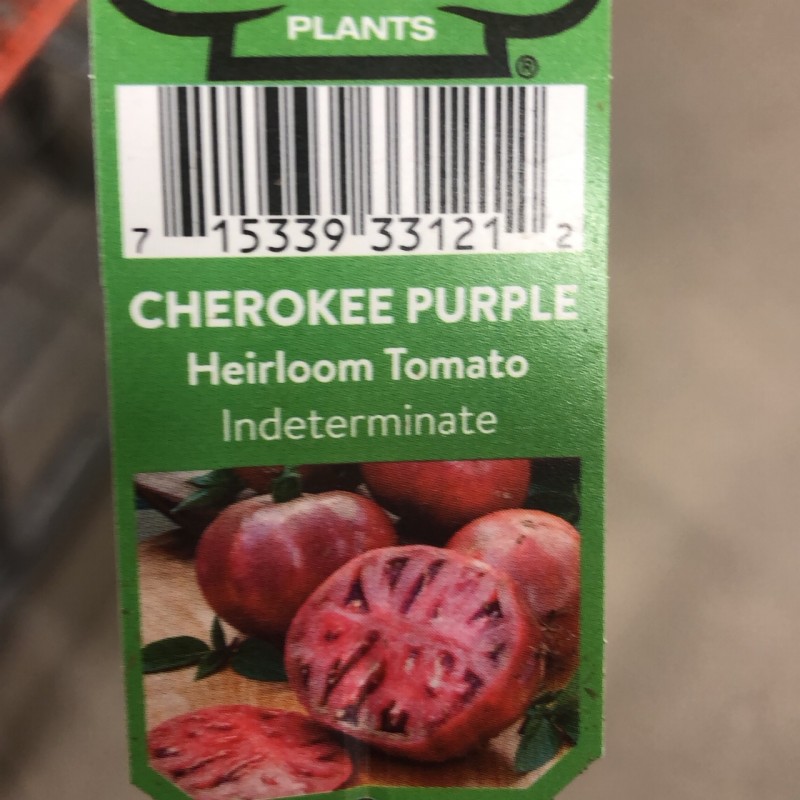 PLANTS
®
7 15339 33121 2
CHEROKEE PURPLE
Heirloom Tomato
Indeterminate